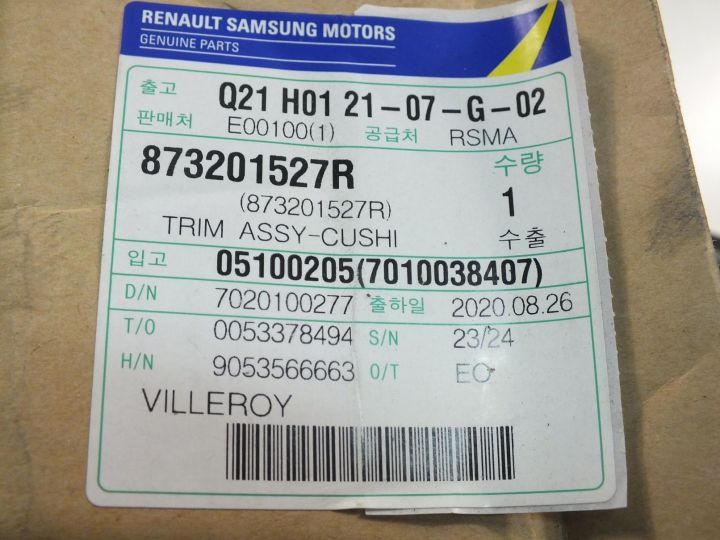 RENAULT SAMSUNG MOTORS
GENUINE PARTS
출고 Q21 H01 21-07-G-02
판매처 E00100(1) 공급처 RSMA
873201527R 수량
(873201527R) 1
TRIM ASSY-CUSHI 수출
입고 05100205(7010038407)
D/N 7020100277 출하일 2020.08.26
T/O 0053378494 S/N 23/24
H/N 9053566663 O/T EO
VILLEROY